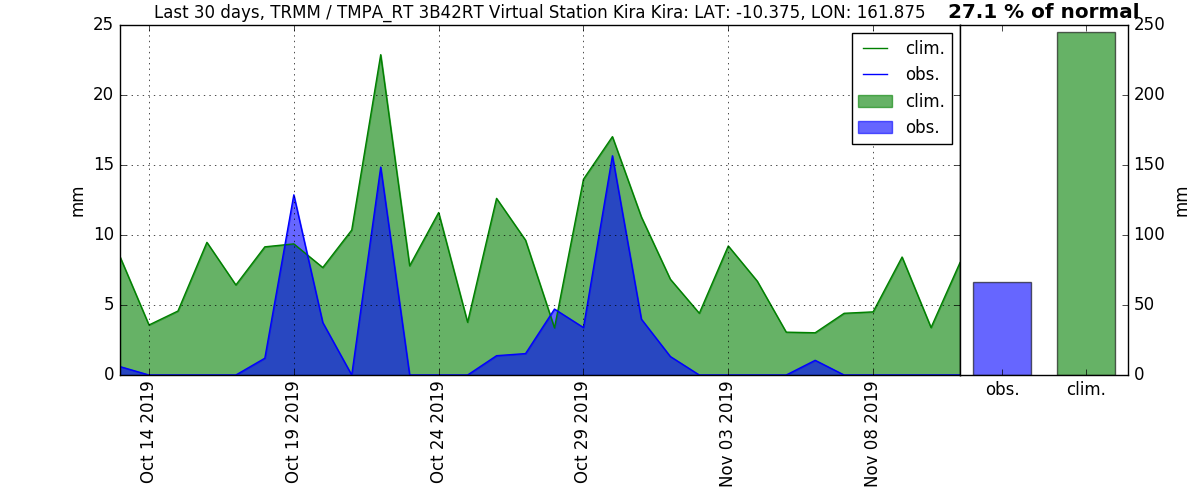 Last 30 days, TRMM / TMPA_RT 3B42RT Virtual Station Kira Kira: LAT: -10.375, LON: 161.875
27.1 % of normal
25
20
15
10
5
0
mm
clim.
obs.
clim.
obs.
250
200
150
100
50
0
mm
obs.
clim.
Oct 14 2019
Oct 19 2019
Oct 24 2019
Oct 29 2019
Nov 03 2019
Nov 08 2019